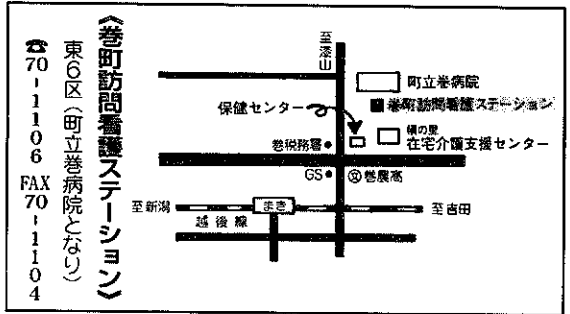 《巻町訪問看護ステーション》
東6区(町立巻病院となり)
☎70-1106 FAX 70-1104
至漆山
町立巻病院
■巻町訪問看護ステーション
保健センター
槇の里
在宅介護支援センター
巻税務署
GS
文巻農高
至新潟
まき
越後線
至吉田